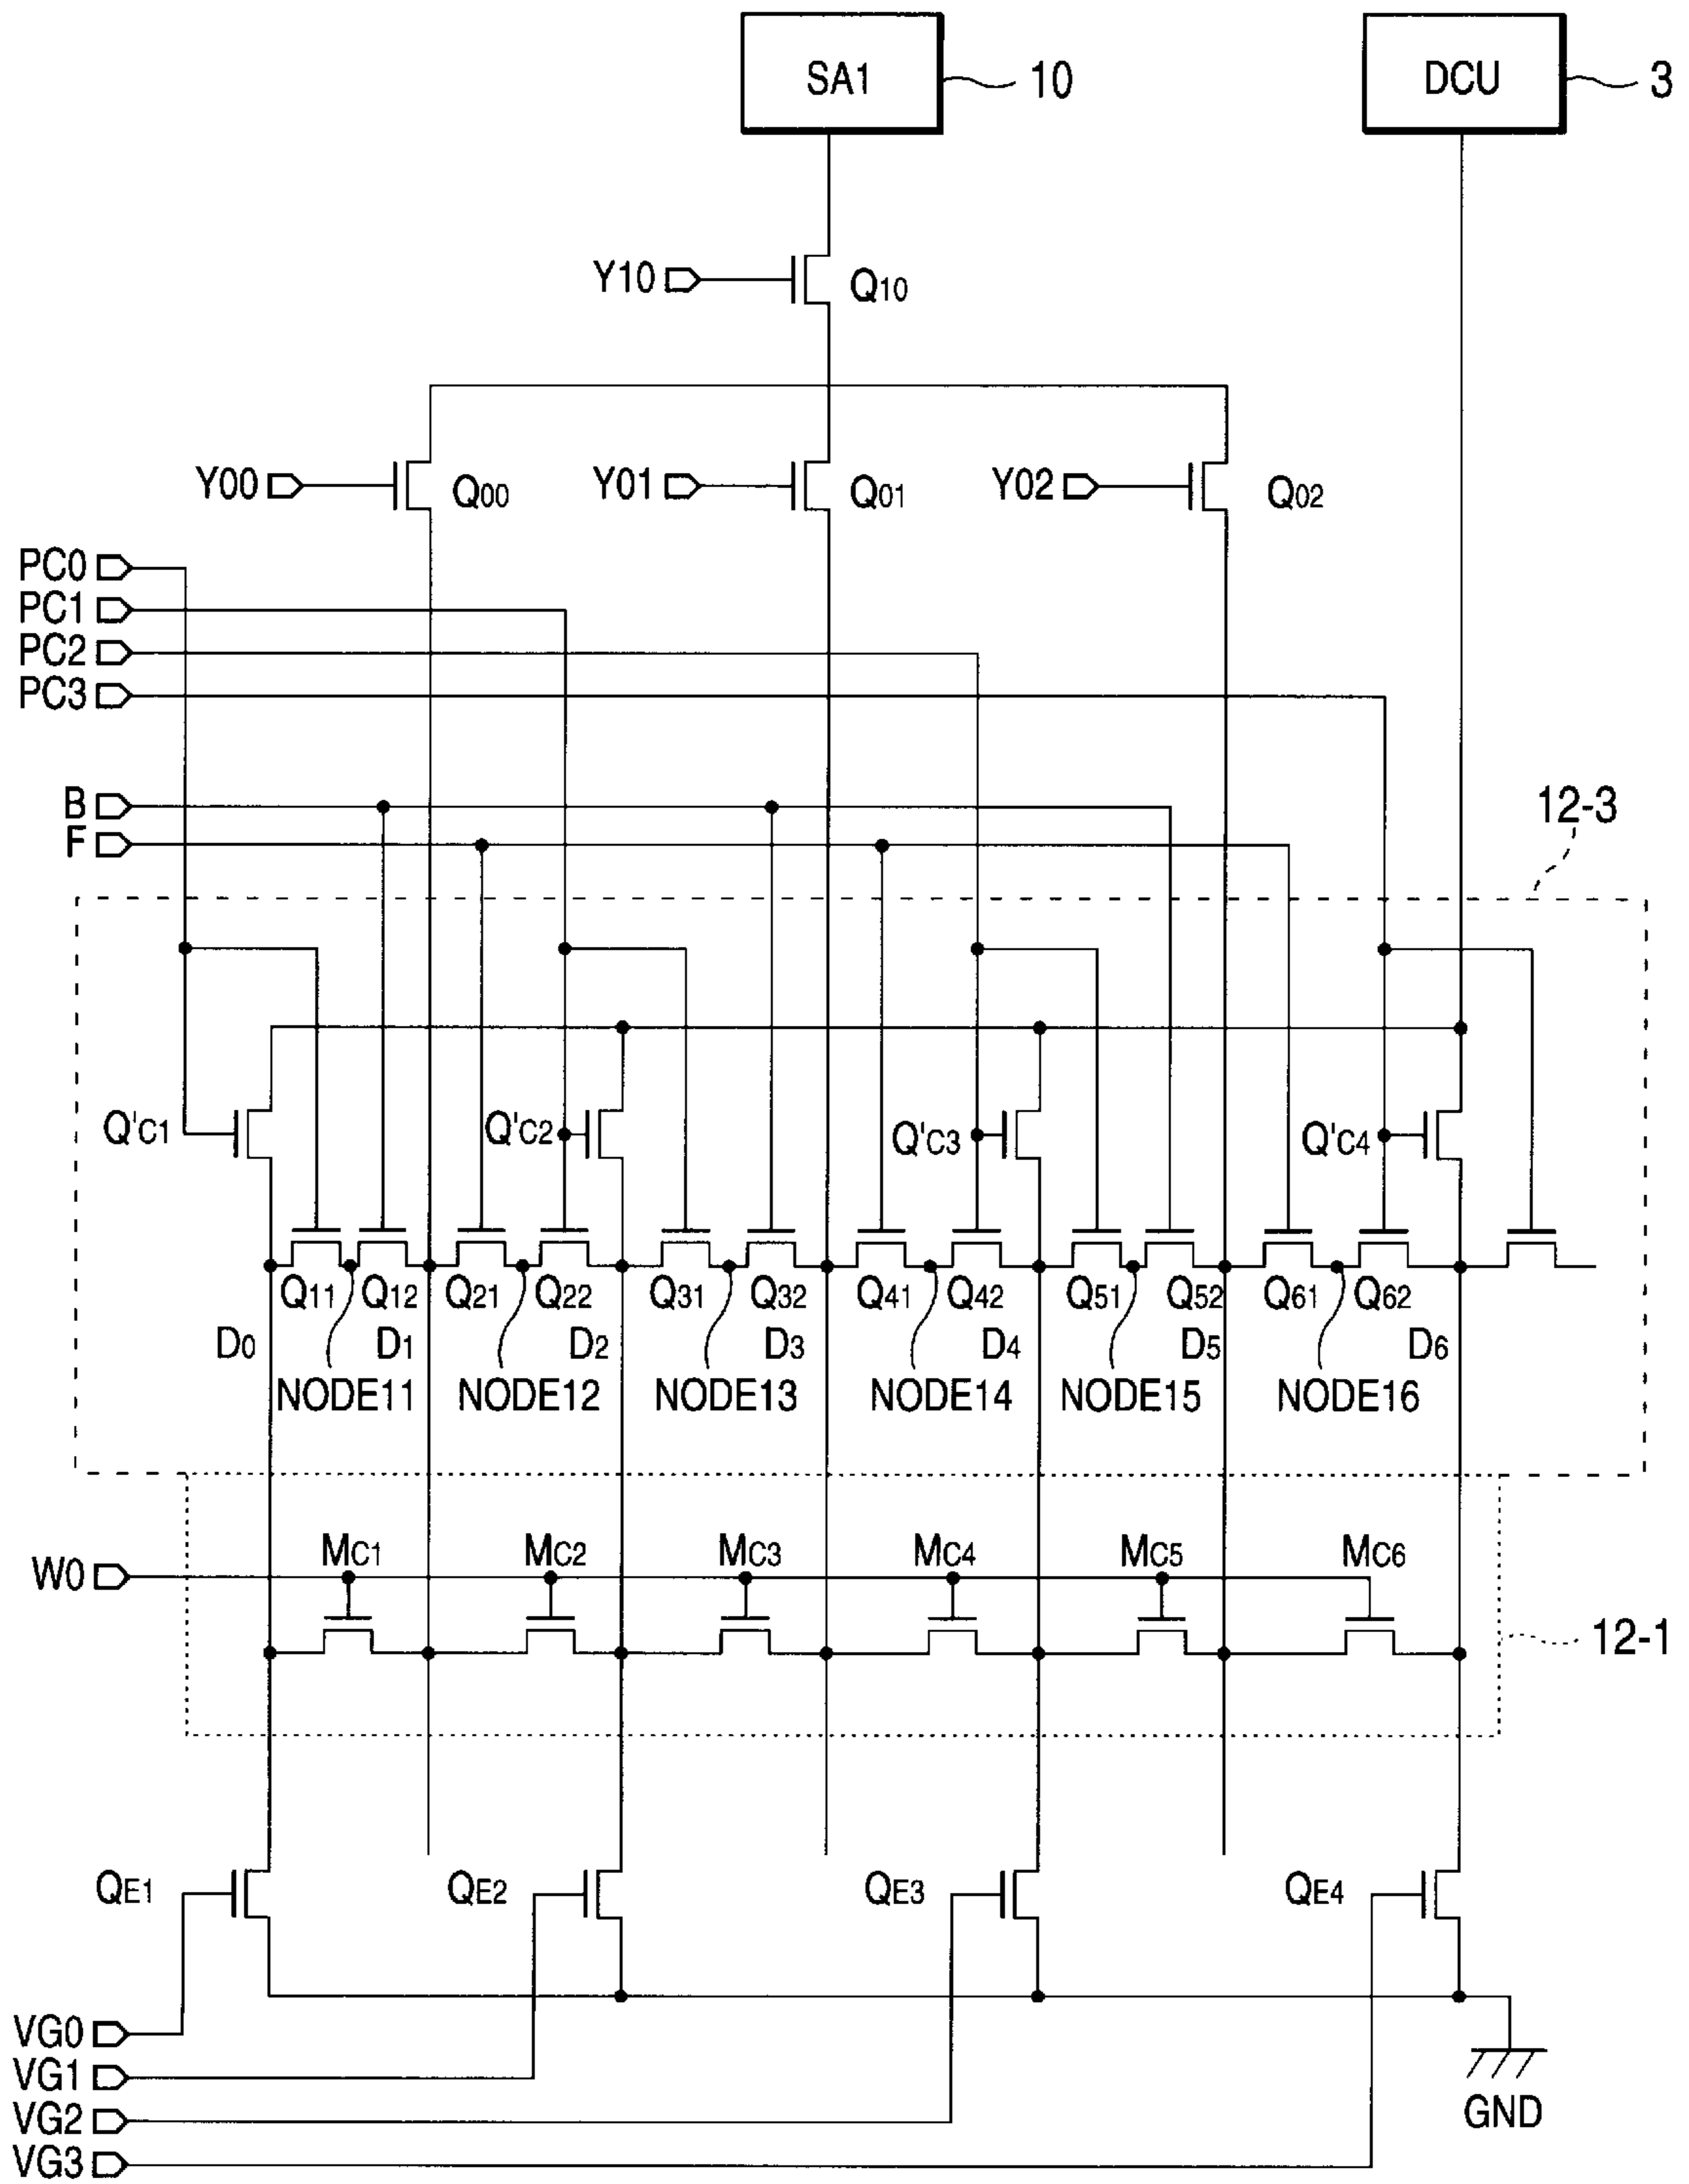 SA1
10
DCU
3
Y10
Q10
Y00
Q00
Y01
Q01
Y02
Q02
PC0
PC1
PC2
PC3
B
F
12-3
Q'C1
Q'C2
Q'C3
Q'C4
Q11 Q12 Q21 Q22 Q31 Q32 Q41 Q42 Q51 Q52 Q61 Q62
D0 D1 D2 D3 D4 D5 D6
NODE11 NODE12 NODE13 NODE14 NODE15 NODE16
W0
MC1 MC2 MC3 MC4 MC5 MC6
12-1
QE1 QE2 QE3 QE4
VG0
VG1
VG2
VG3
GND